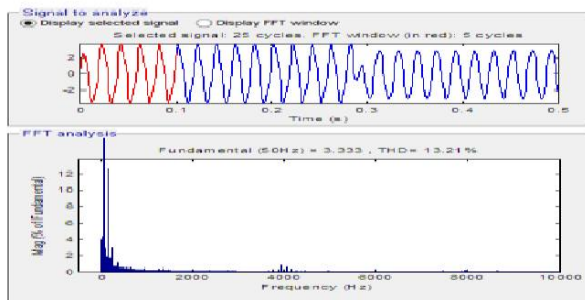 Signal to analyze
Display selected signal Display FFT window
Selected signal: 25 cycles. FFT window (in red): 5 cycles
2
0
-2
0 0.1 0.2 0.3 0.4 0.5
Time (s)
FFT analysis
Fundamental (50Hz) = 3.333 , THD= 13.21%
Mag (% of Fundamental)
12
8
6
4
2
0
0 2000 4000 6000 8000 10000
Frequency (Hz)